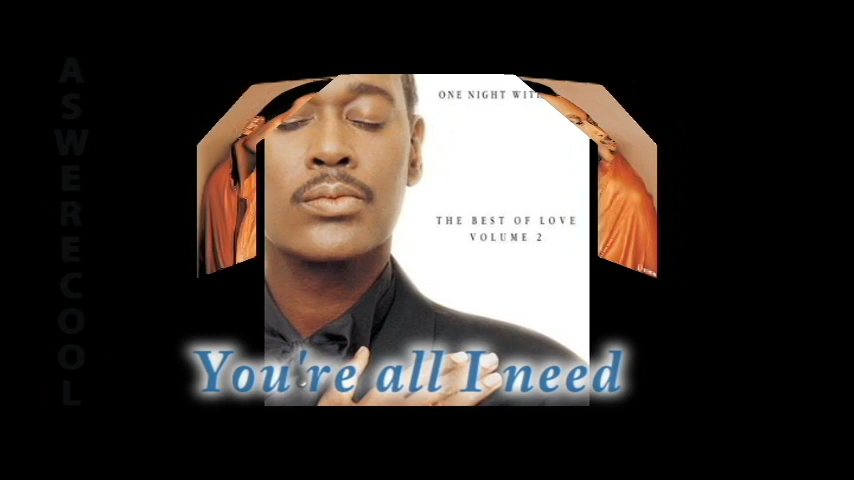 ASWERECOOL
ONE NIGHT WIT
THE BEST OF LOVE
VOLUME 2
You're all I need